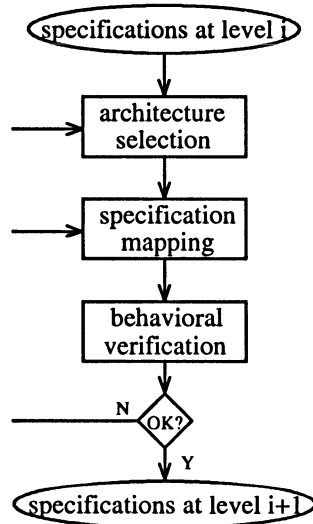 specifications at level i
architecture
selection
specification
mapping
behavioral
verification
N
OK?
Y
specifications at level i+1